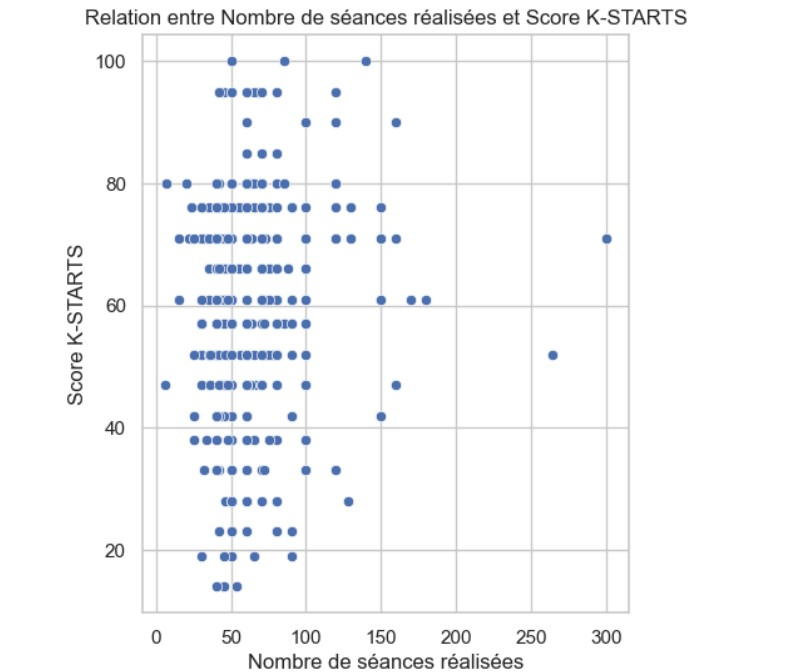 Relation entre Nombre de séances réalisées et Score K-STARTS
100
80
60
40
20
Score K-STARTS
0 50 100 150 200 250 300
Nombre de séances réalisées